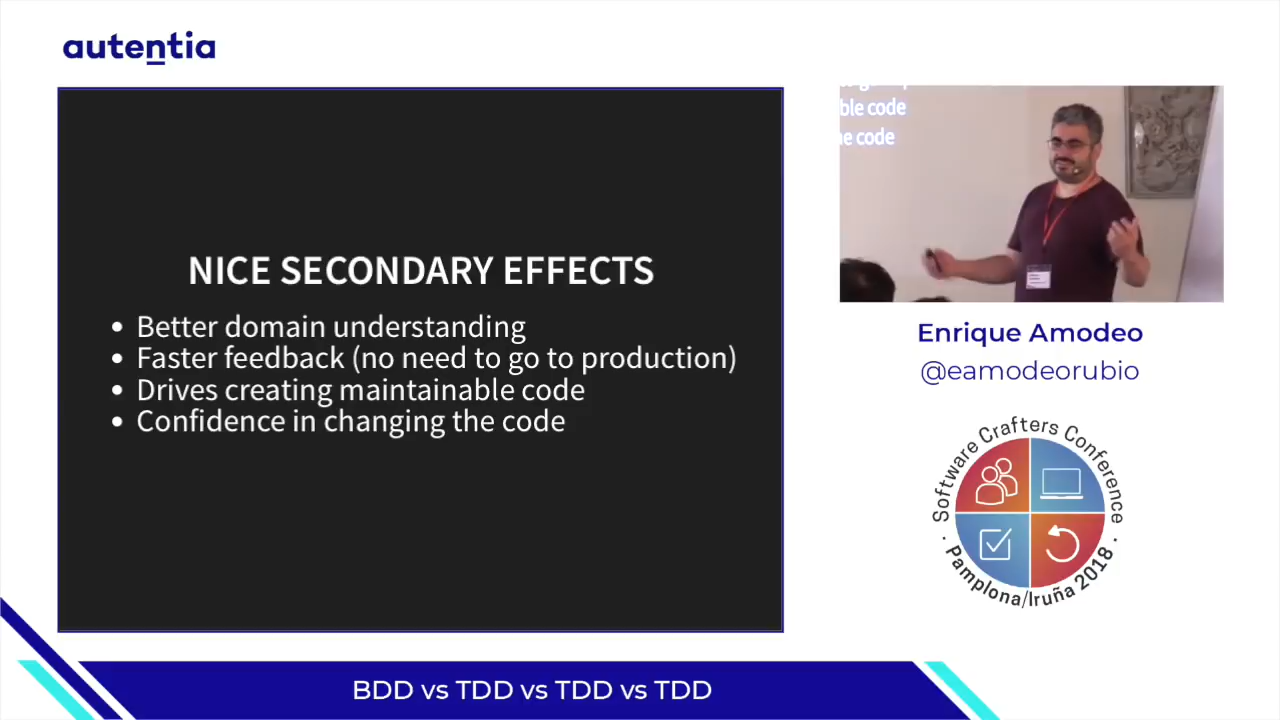 autentia
NICE SECONDARY EFFECTS
• Better domain understanding
• Faster feedback (no need to go to production)
• Drives creating maintainable code
• Confidence in changing the code
ble code
e code
Enrique Amodeo
@eamodeorubio
Software Crafters Conference
· Pamplona/Iruña 2018 ·
BDD vs TDD vs TDD vs TDD